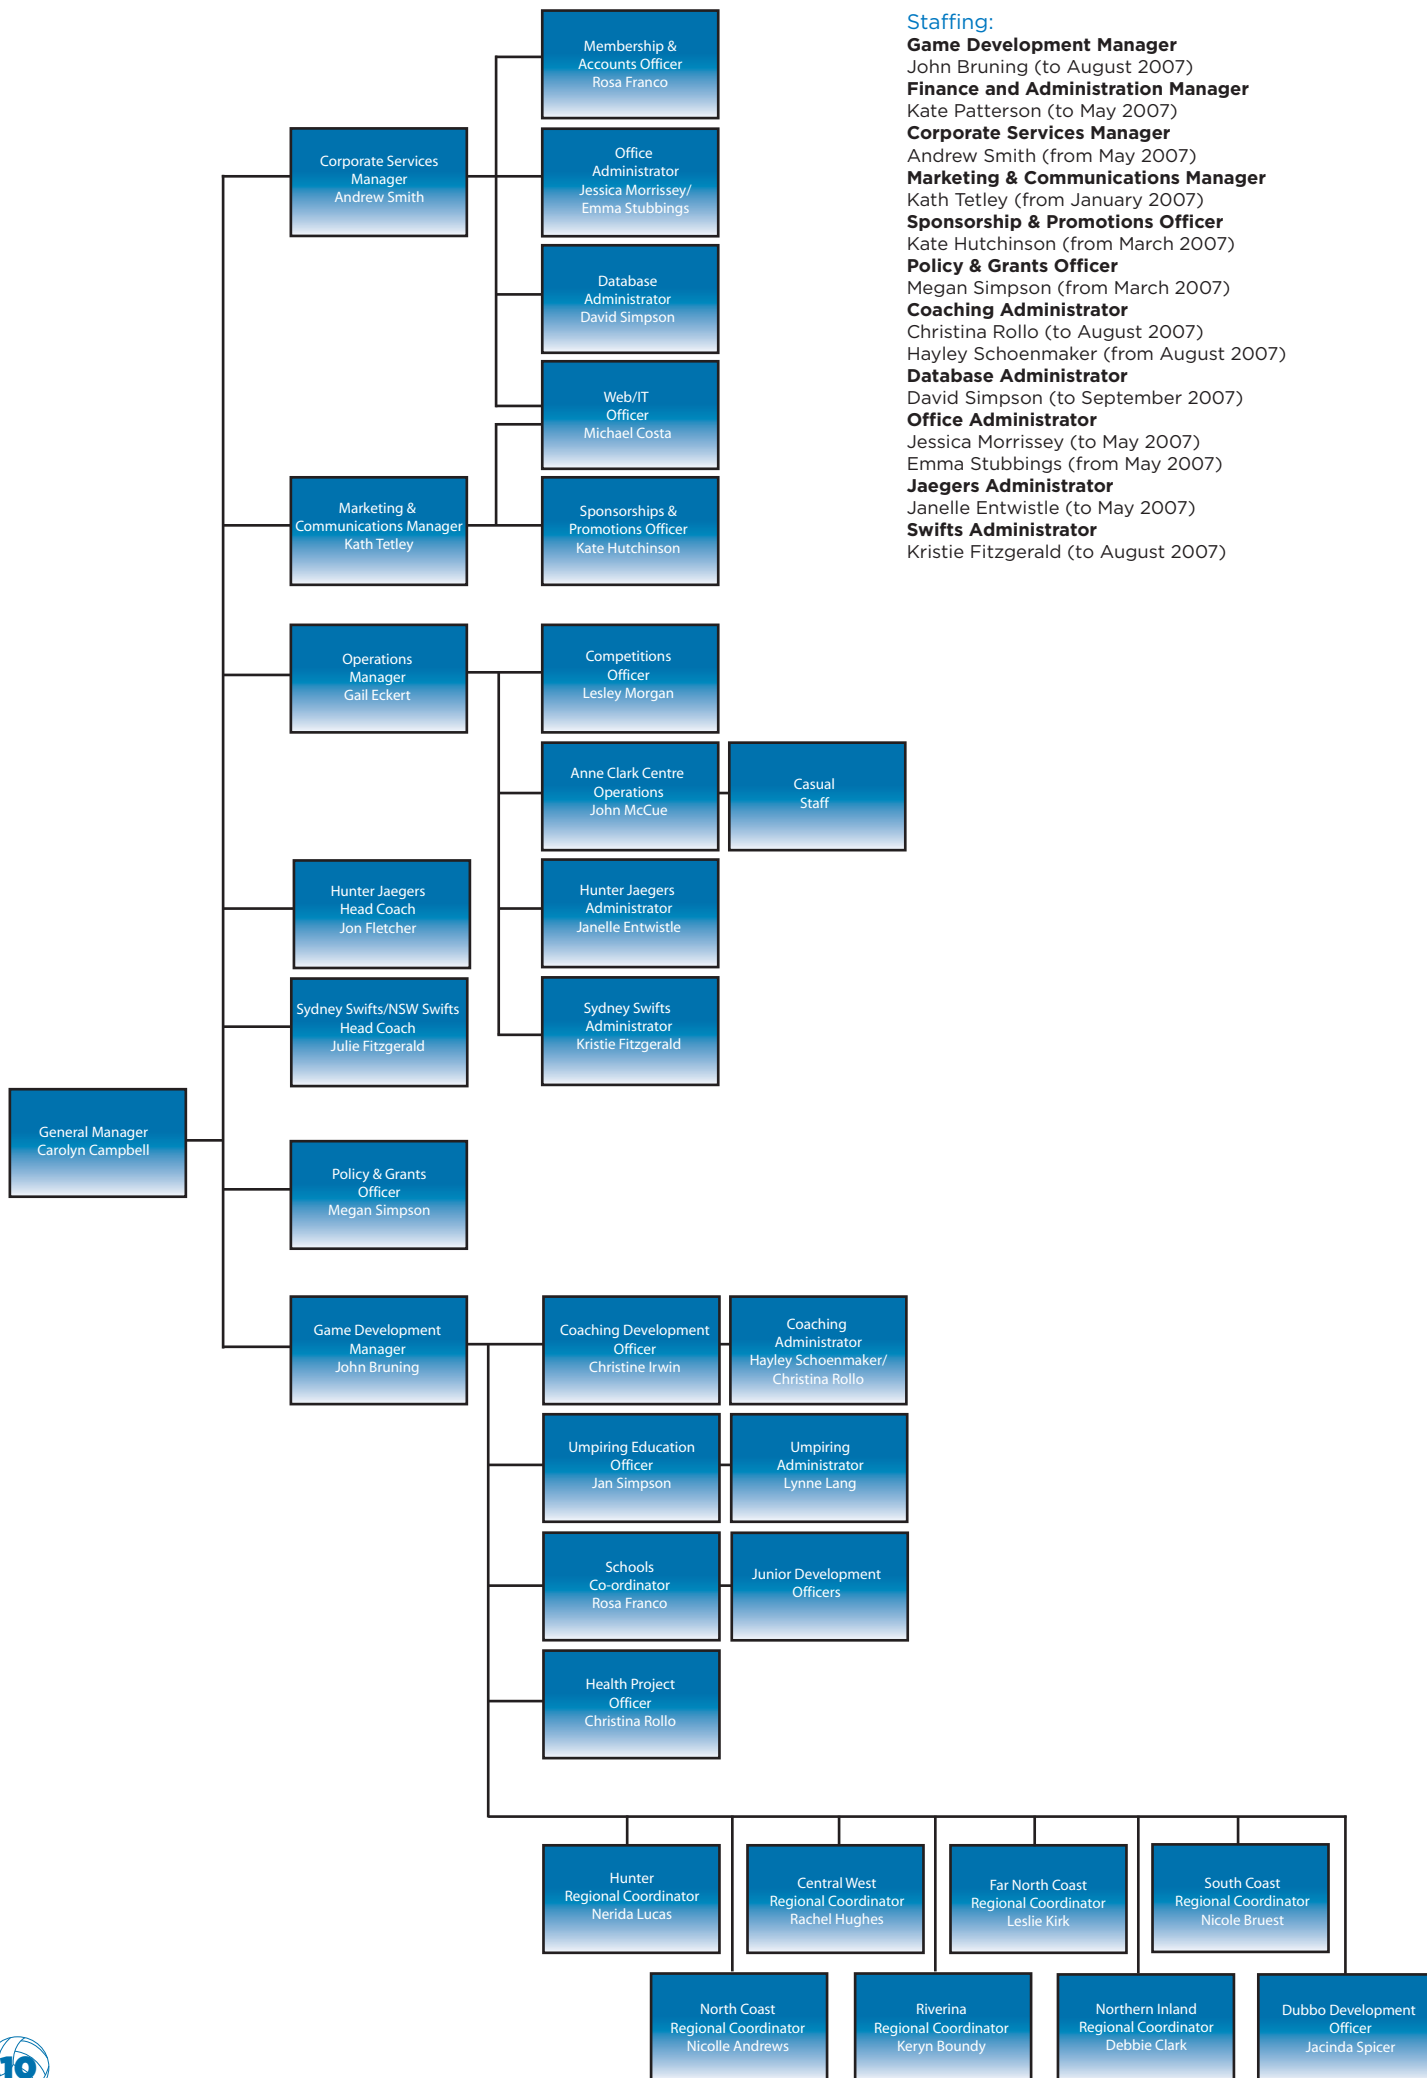 Membership &
Accounts Officer
Rosa Franco
Corporate Services
Manager
Andrew Smith
Office
Administrator
Jessica Morrissey/
Emma Stubbings
Database
Administrator
David Simpson
Web/IT
Officer
Michael Costa
Marketing &
Communications Manager
Kath Tetley
Sponsorships &
Promotions Officer
Kate Hutchinson
Operations
Manager
Gail Eckert
Competitions
Officer
Lesley Morgan
Anne Clark Centre
Operations
John McCue
Casual
Staff
Hunter Jaegers
Head Coach
Jon Fletcher
Hunter Jaegers
Administrator
Janelle Entwistle
Sydney Swifts/NSW Swifts
Head Coach
Julie Fitzgerald
Sydney Swifts
Administrator
Kristie Fitzgerald
General Manager
Carolyn Campbell
Policy & Grants
Officer
Megan Simpson
Game Development
Manager
John Bruning
Coaching Development
Officer
Christine Irwin
Coaching
Administrator
Hayley Schoenmaker/
Christina Rollo
Umpiring Education
Officer
Jan Simpson
Umpiring
Administrator
Lynne Lang
Schools
Co-ordinator
Rosa Franco
Junior Development
Officers
Health Project
Officer
Christina Rollo
Hunter
Regional Coordinator
Nerida Lucas
Central West
Regional Coordinator
Rachel Hughes
Far North Coast
Regional Coordinator
Leslie Kirk
South Coast
Regional Coordinator
Nicole Bruest
North Coast
Regional Coordinator
Nicolle Andrews
Riverina
Regional Coordinator
Keryn Boundy
Northern Inland
Regional Coordinator
Debbie Clark
Dubbo Development
Officer
Jacinda Spicer
Staffing:
Game Development Manager
John Bruning (to August 2007)
Finance and Administration Manager
Kate Patterson (to May 2007)
Corporate Services Manager
Andrew Smith (from May 2007)
Marketing & Communications Manager
Kath Tetley (from January 2007)
Sponsorship & Promotions Officer
Kate Hutchinson (from March 2007)
Policy & Grants Officer
Megan Simpson (from March 2007)
Coaching Administrator
Christina Rollo (to August 2007)
Hayley Schoenmaker (from August 2007)
Database Administrator
David Simpson (to September 2007)
Office Administrator
Jessica Morrissey (to May 2007)
Emma Stubbings (from May 2007)
Jaegers Administrator
Janelle Entwistle (to May 2007)
Swifts Administrator
Kristie Fitzgerald (to August 2007)
10